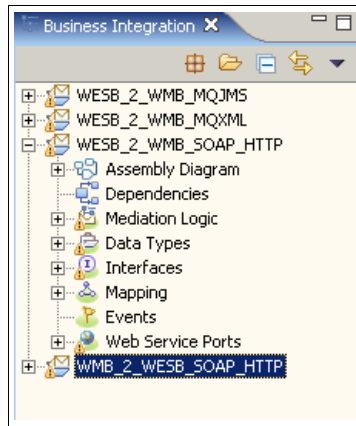 Business Integration
WESB_2_WMB_MQJMS
WESB_2_WMB_MQXML
WESB_2_WMB_SOAP_HTTP
Assembly Diagram
Dependencies
Mediation Logic
Data Types
Interfaces
Mapping
Events
Web Service Ports
WMB_2_WESB_SOAP_HTTP